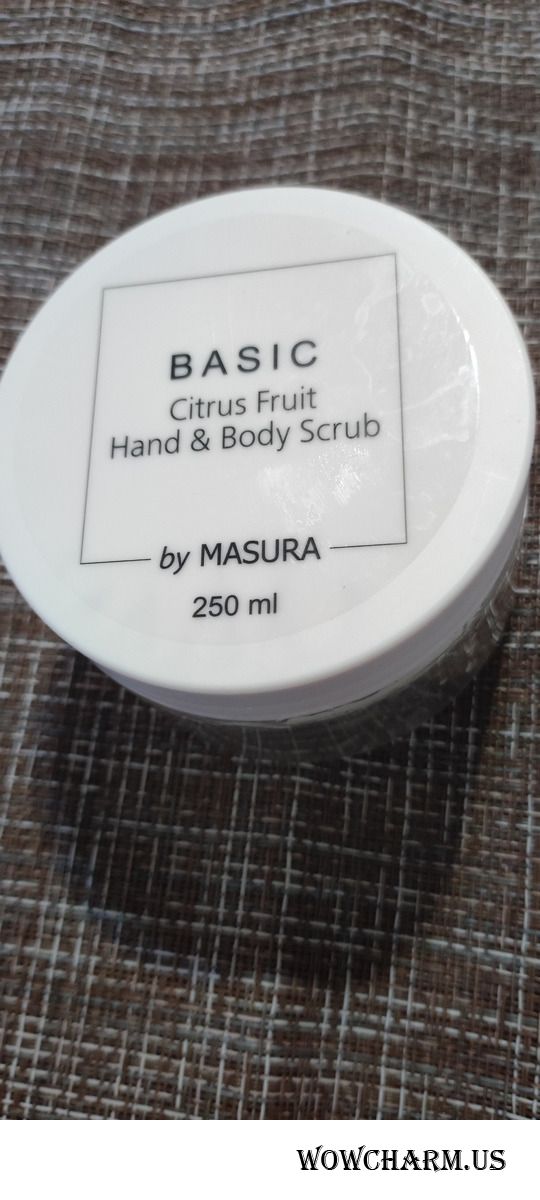 BASIC
Citrus Fruit
Hand & Body Scrub
by MASURA
250 ml
WOWCHARM.US